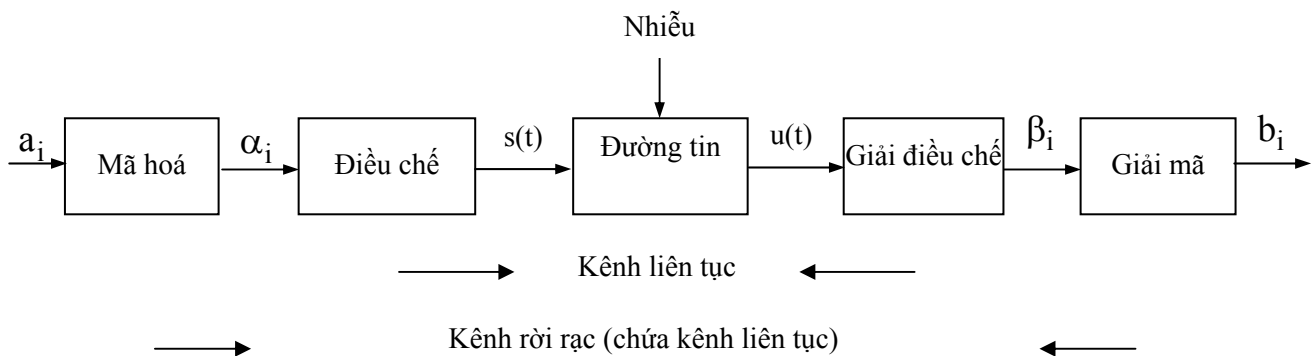 Nhiễu
a_i
Mã hoá
α_i
Điều chế
s(t)
Đường tin
u(t)
Giải điều chế
β_i
Giải mã
b_i
Kênh liên tục
Kênh rời rạc (chứa kênh liên tục)